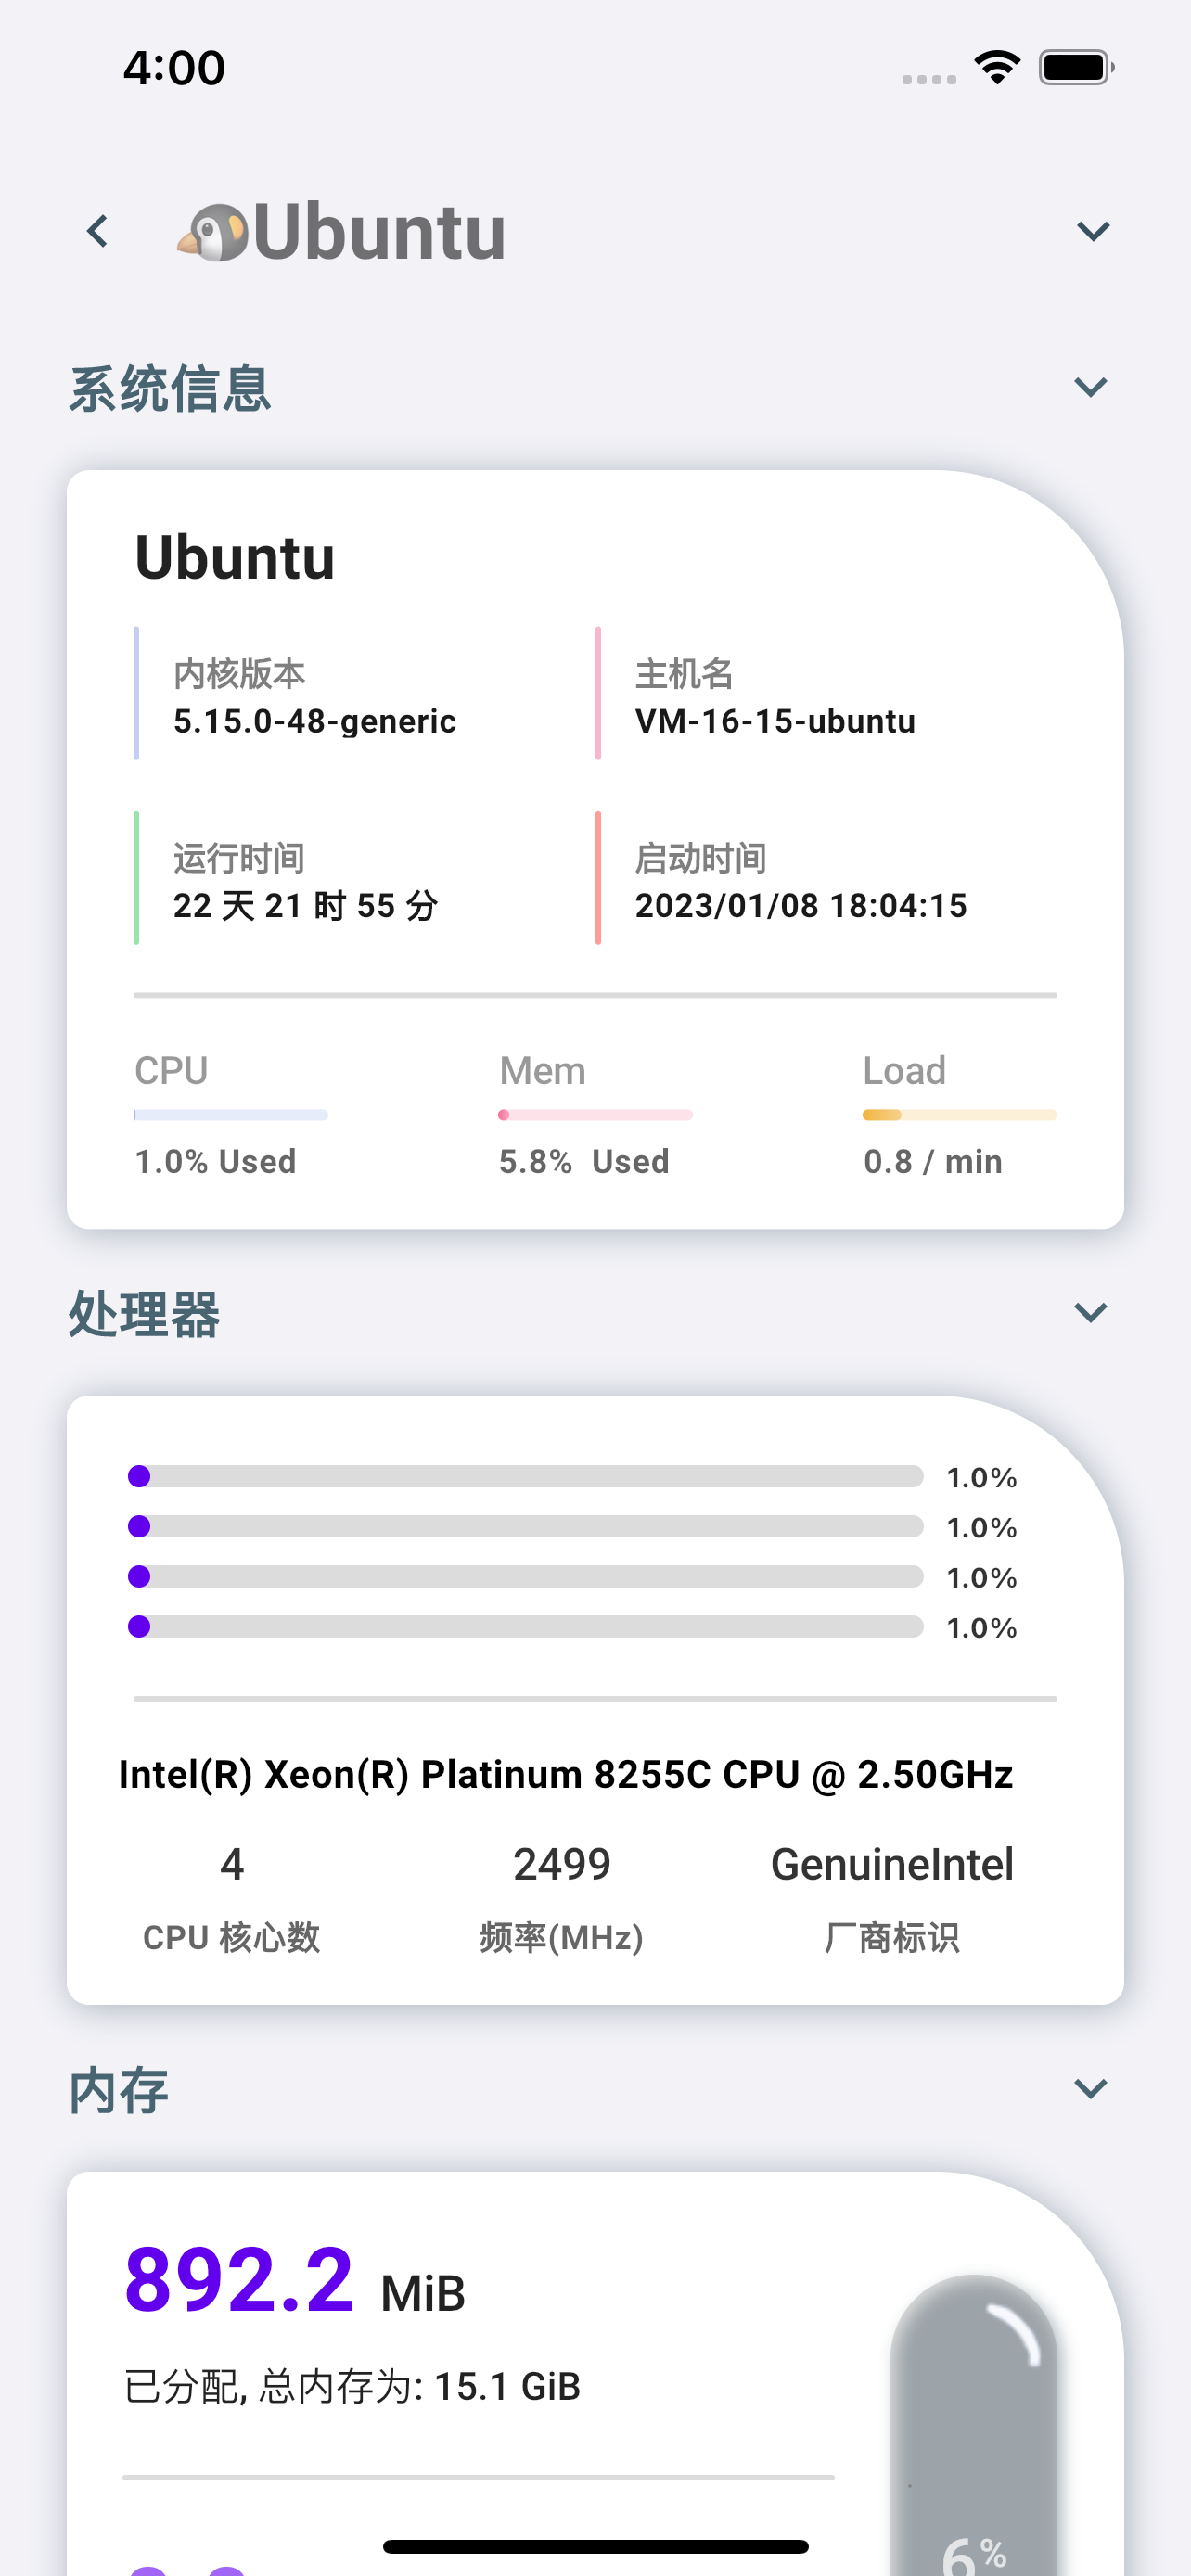 4:00
Ubuntu
系统信息
Ubuntu
内核版本
5.15.0-48-generic
主机名
VM-16-15-ubuntu
运行时间
22 天 21 时 55 分
启动时间
2023/01/08 18:04:15
CPU
1.0% Used
Mem
5.8% Used
Load
0.8 / min
处理器
1.0%
1.0%
1.0%
1.0%
Intel(R) Xeon(R) Platinum 8255C CPU @ 2.50GHz
4
CPU 核心数
2499
频率(MHz)
GenuineIntel
厂商标识
内存
892.2 MiB
已分配, 总内存为: 15.1 GiB
6%